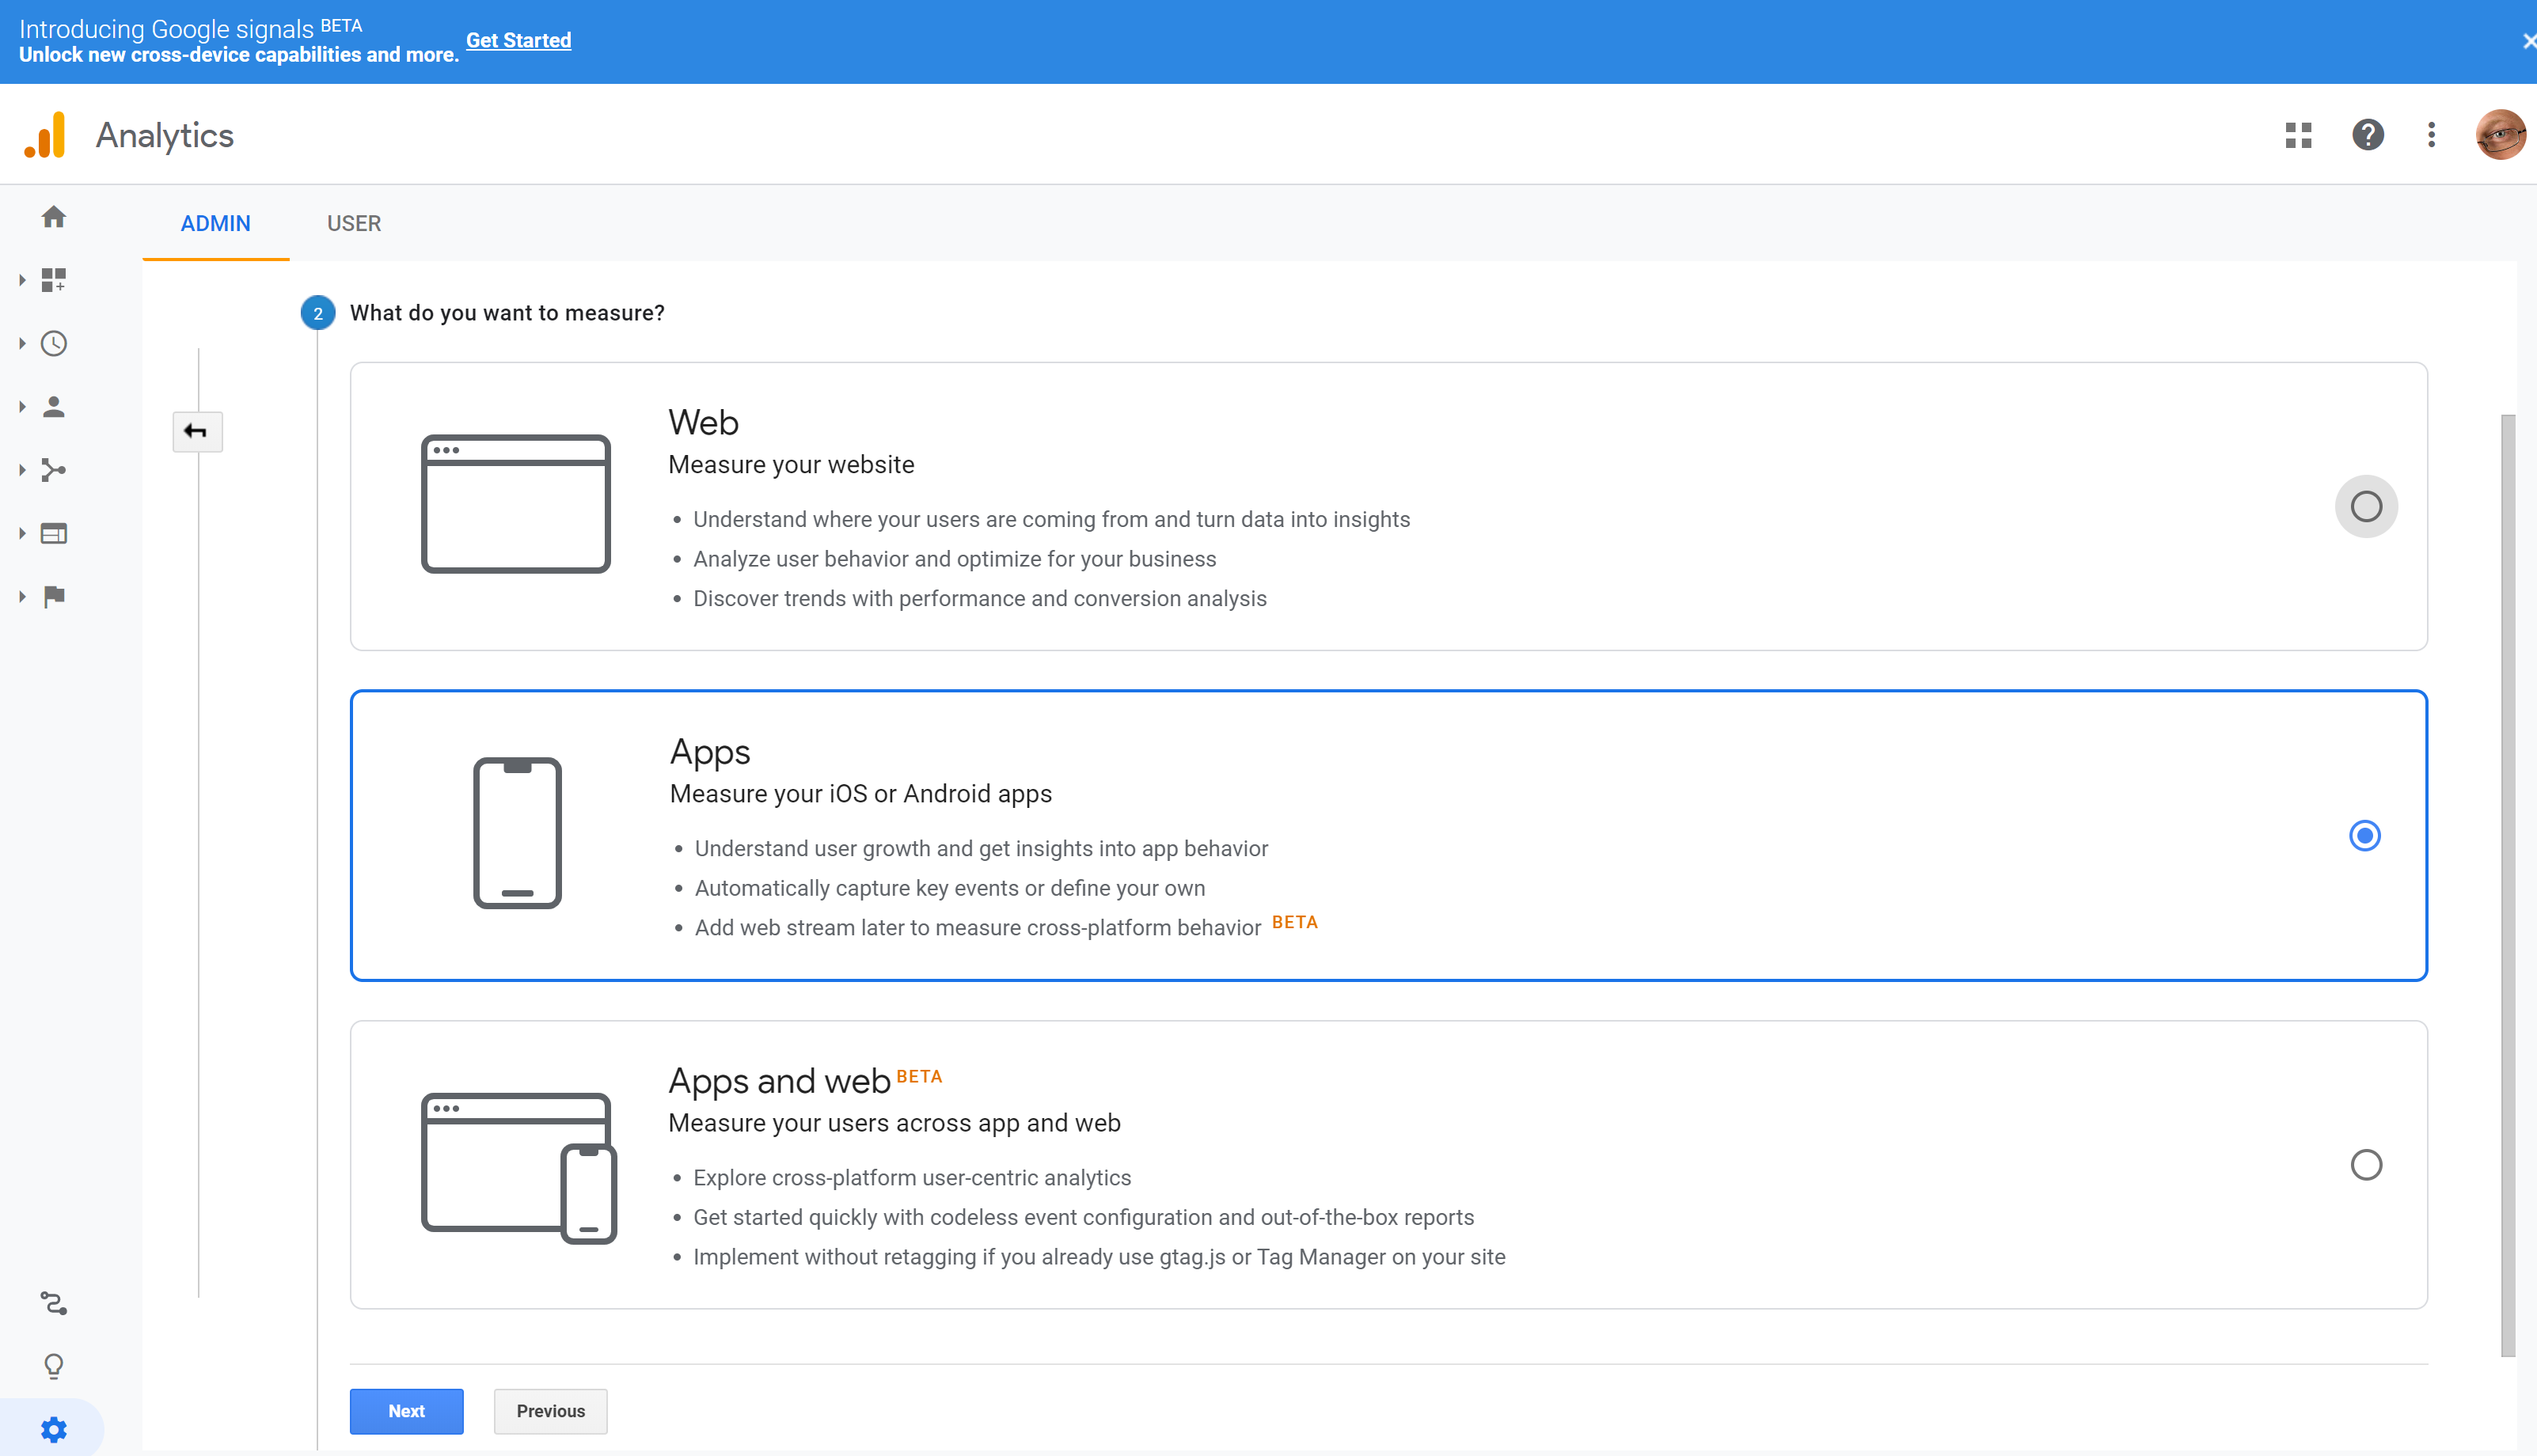 Introducing Google signals BETA
Unlock new cross-device capabilities and more. Get Started
Analytics
ADMIN USER
2 What do you want to measure?
Web
Measure your website
• Understand where your users are coming from and turn data into insights
• Analyze user behavior and optimize for your business
• Discover trends with performance and conversion analysis
Apps
Measure your iOS or Android apps
• Understand user growth and get insights into app behavior
• Automatically capture key events or define your own
• Add web stream later to measure cross-platform behavior BETA
Apps and web BETA
Measure your users across app and web
• Explore cross-platform user-centric analytics
• Get started quickly with codeless event configuration and out-of-the-box reports
• Implement without retagging if you already use gtag.js or Tag Manager on your site
Next Previous